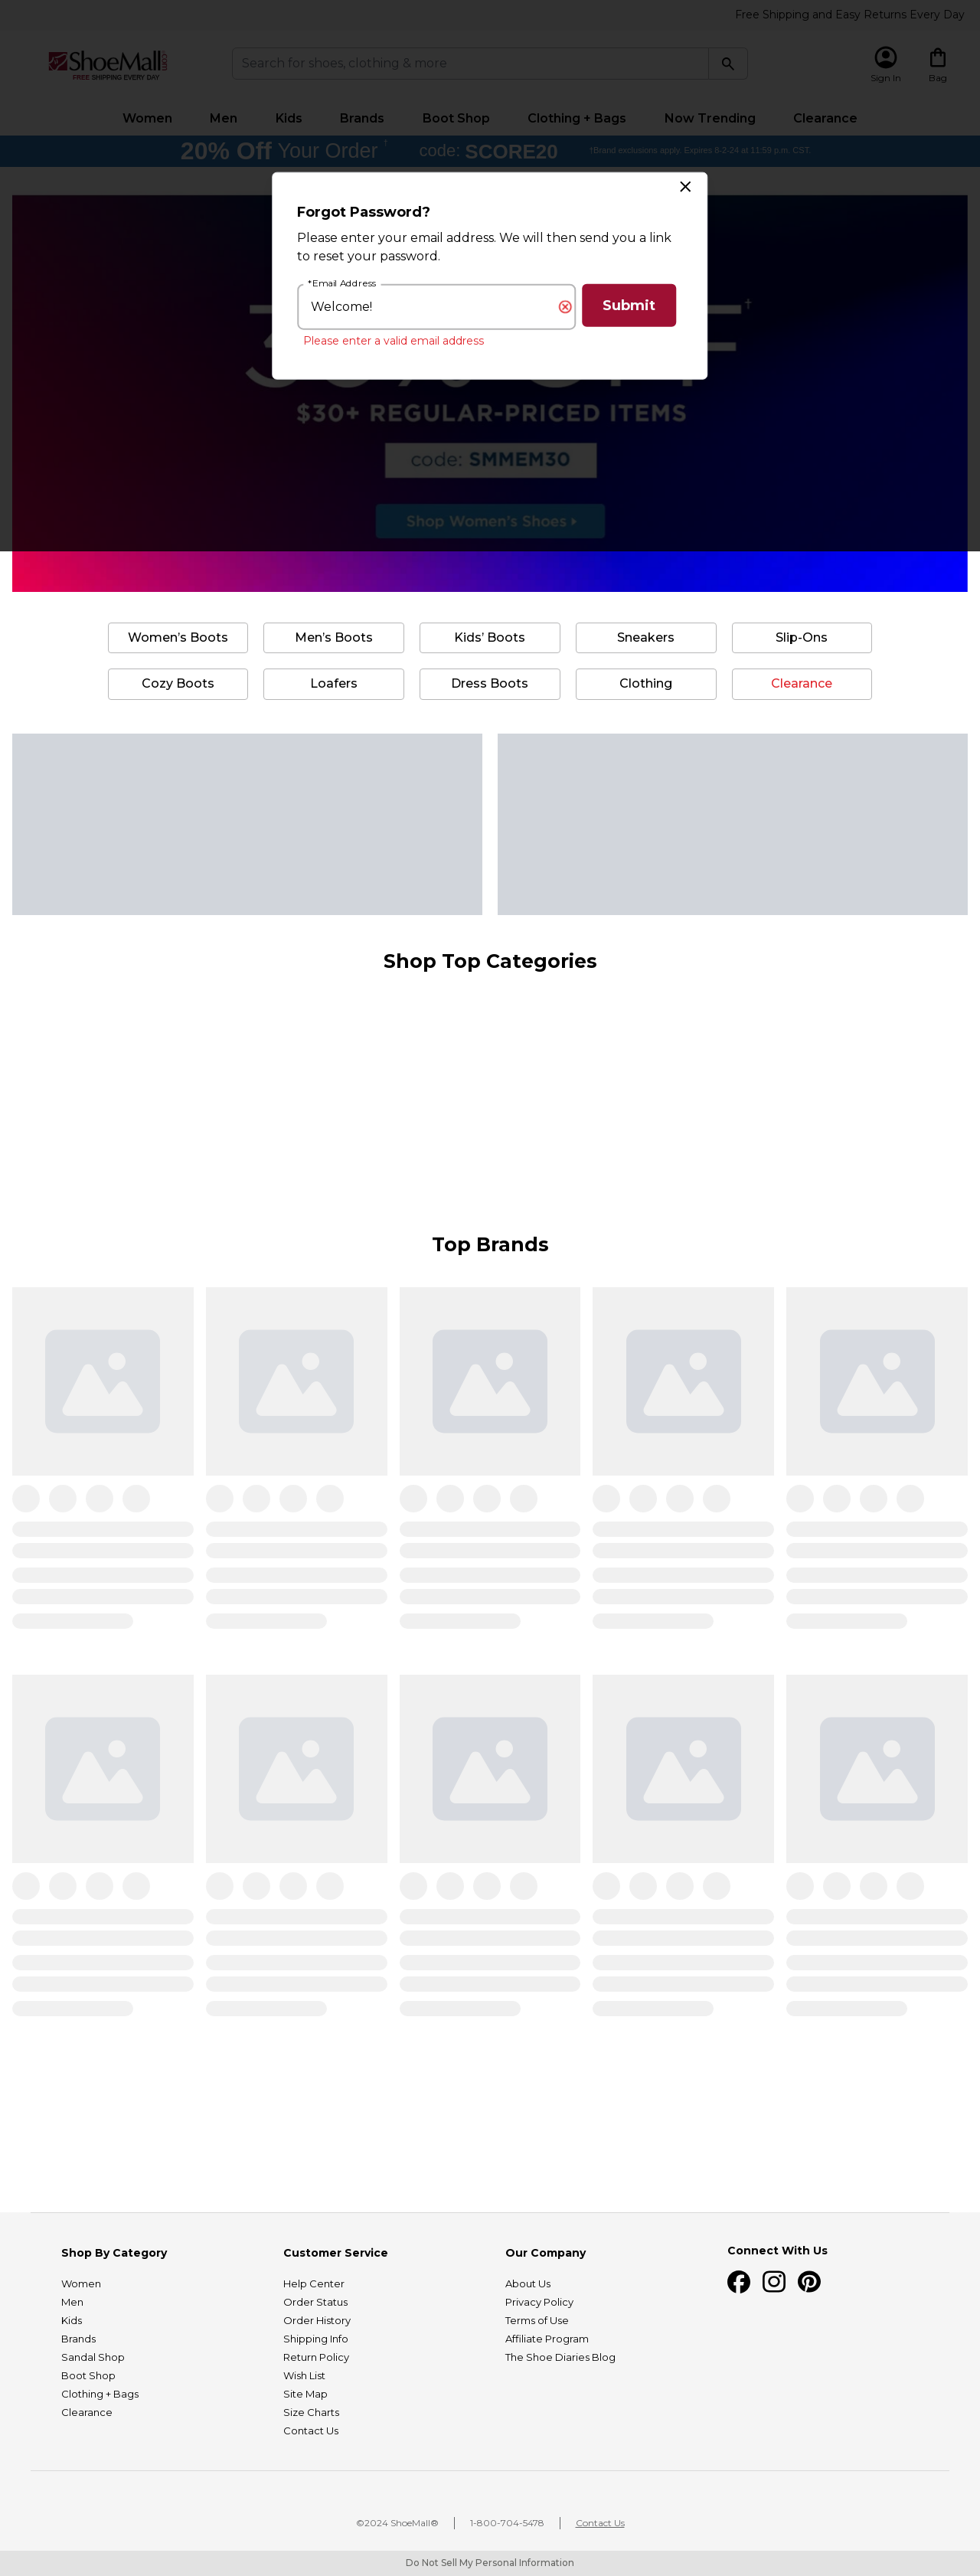 Free Shipping and Easy Returns Every Day
ShoeMall.com
FREE SHIPPING EVERY DAY
Search for shoes, clothing & more
Sign In
Bag
Women Men Kids Brands Boot Shop Clothing + Bags Now Trending Clearance
20% Off Your Order † code: SCORE20 †Brand exclusions apply. Expires 8-2-24 at 11:59 p.m. CST.
Forgot Password?
Please enter your email address. We will then send you a link
to reset your password.
*Email Address
Welcome!
Submit
Please enter a valid email address
†
$30+ REGULAR-PRICED ITEMS
code: SMMEM30
Shop Women's Shoes
Women's Boots Men's Boots Kids' Boots Sneakers Slip-Ons
Cozy Boots Loafers Dress Boots Clothing Clearance
Shop Top Categories
Top Brands
Shop By Category
Women
Men
Kids
Brands
Sandal Shop
Boot Shop
Clothing + Bags
Clearance
Customer Service
Help Center
Order Status
Order History
Shipping Info
Return Policy
Wish List
Site Map
Size Charts
Contact Us
Our Company
About Us
Privacy Policy
Terms of Use
Affiliate Program
The Shoe Diaries Blog
Connect With Us
©2024 ShoeMall® 1-800-704-5478 Contact Us
Do Not Sell My Personal Information